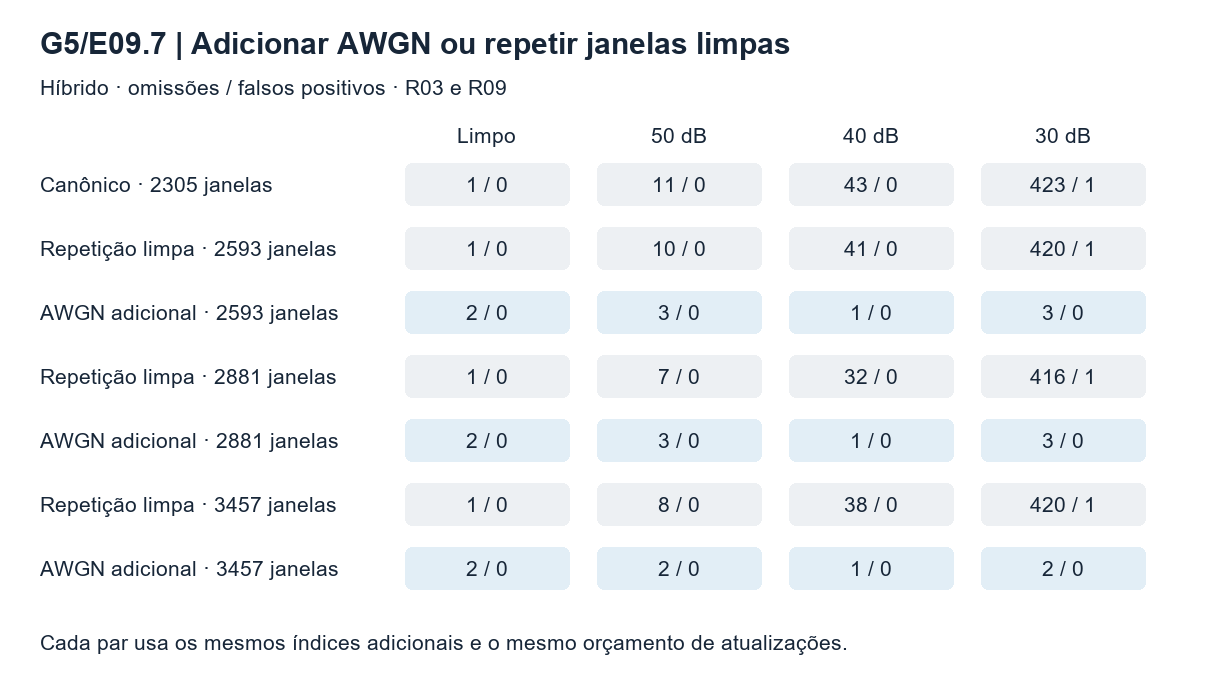 G5/E09.7 | Adicionar AWGN ou repetir janelas limpas
Híbrido · omissões / falsos positivos · R03 e R09
Limpo 50 dB 40 dB 30 dB
Canônico · 2305 janelas 1 / 0 11 / 0 43 / 0 423 / 1
Repetição limpa · 2593 janelas 1 / 0 10 / 0 41 / 0 420 / 1
AWGN adicional · 2593 janelas 2 / 0 3 / 0 1 / 0 3 / 0
Repetição limpa · 2881 janelas 1 / 0 7 / 0 32 / 0 416 / 1
AWGN adicional · 2881 janelas 2 / 0 3 / 0 1 / 0 3 / 0
Repetição limpa · 3457 janelas 1 / 0 8 / 0 38 / 0 420 / 1
AWGN adicional · 3457 janelas 2 / 0 2 / 0 1 / 0 2 / 0
Cada par usa os mesmos índices adicionais e o mesmo orçamento de atualizações.